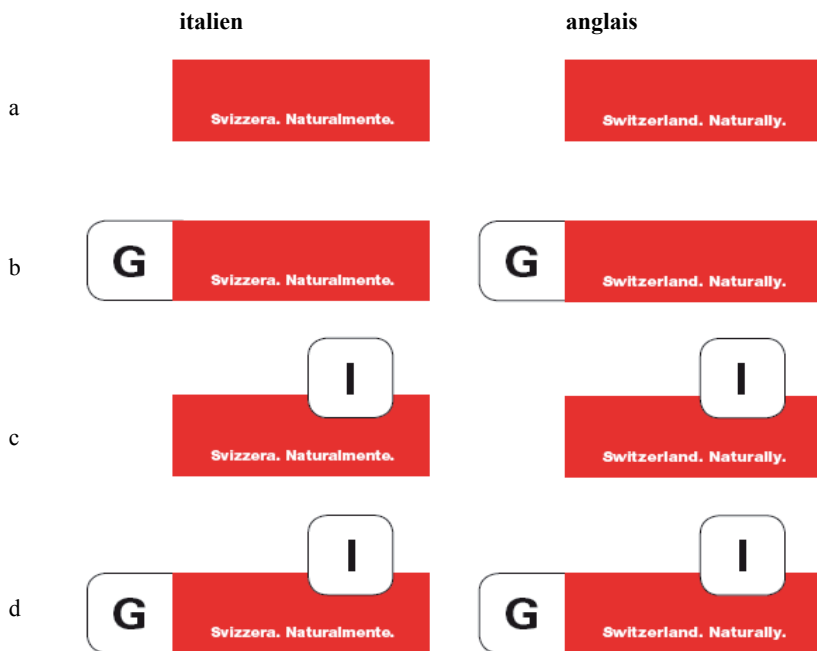 italien anglais
a Svizzera. Naturalmente. Switzerland. Naturally.
b G Svizzera. Naturalmente. G Switzerland. Naturally.
I I
c Svizzera. Naturalmente. Switzerland. Naturally.
I I
d G Svizzera. Naturalmente. G Switzerland. Naturally.